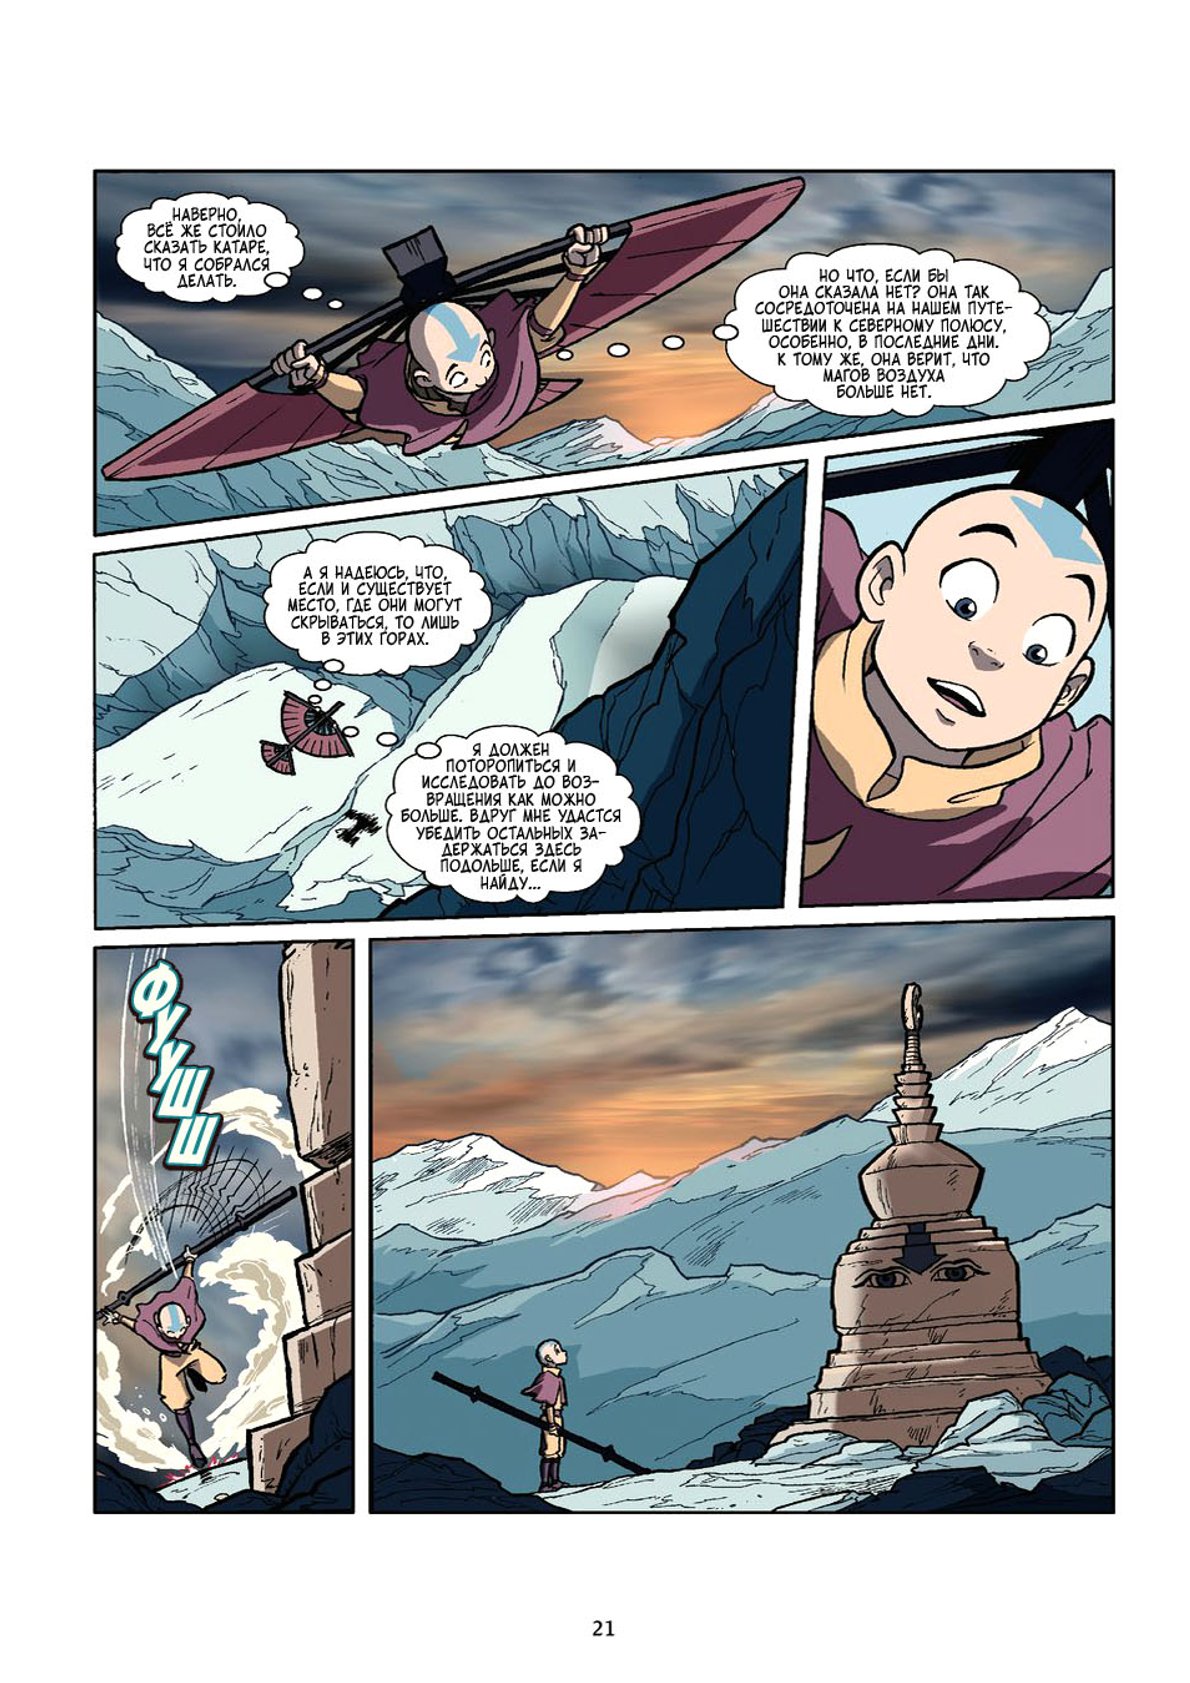 НАВЕРНО,
ВСЁ ЖЕ СТОИЛО
СКАЗАТЬ КАТАРЕ,
ЧТО Я СОБРАЛСЯ
ДЕЛАТЬ.
НО ЧТО, ЕСЛИ БЫ
ОНА СКАЗАЛА НЕТ? ОНА ТАК
СОСРЕДОТОЧЕНА НА НАШЕМ ПУТЕ-
ШЕСТВИИ К СЕВЕРНОМУ ПОЛЮСУ,
ОСОБЕННО, В ПОСЛЕДНИЕ ДНИ.
К ТОМУ ЖЕ, ОНА ВЕРИТ, ЧТО
МАГОВ ВОЗДУХА
БОЛЬШЕ НЕТ.
А Я НАДЕЮСЬ, ЧТО,
ЕСЛИ И СУЩЕСТВУЕТ
МЕСТО, ГДЕ ОНИ МОГУТ
СКРЫВАТЬСЯ, ТО ЛИШЬ
В ЭТИХ ГОРАХ.
Я ДОЛЖЕН
ПОТОРОПИТЬСЯ И
ИССЛЕДОВАТЬ ДО ВОЗ-
ВРАЩЕНИЯ КАК МОЖНО
БОЛЬШЕ. ВДРУГ МНЕ УДАСТСЯ
УБЕДИТЬ ОСТАЛЬНЫХ ЗА-
ДЕРЖАТЬСЯ ЗДЕСЬ
ПОДОЛЬШЕ, ЕСЛИ Я
НАЙДУ...
ФУУШШ
21